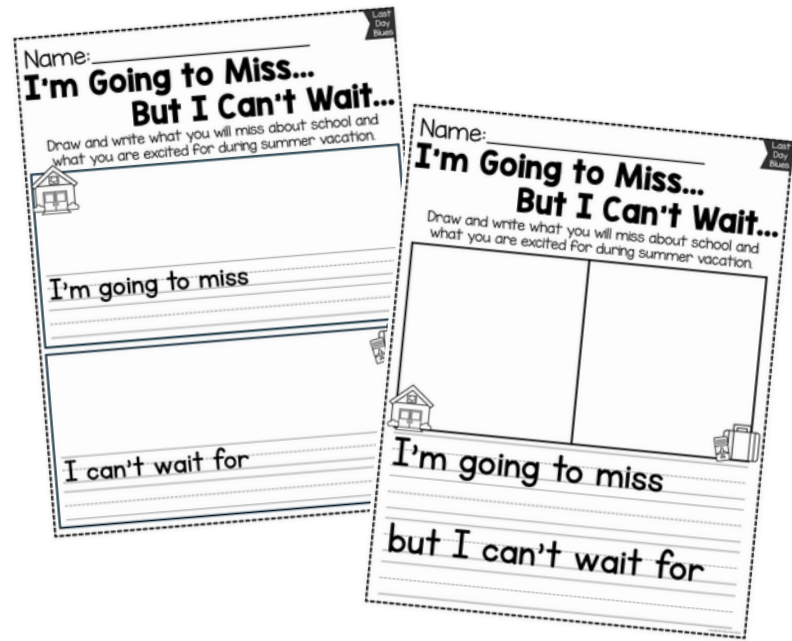 Last
Day
Blues
Name:
I'm Going to Miss...
But I Can't Wait...
Draw and write what you will miss about school and
what you are excited for during summer vacation.
I'm going to miss
I can't wait for
Last
Day
Blues
Name:
I'm Going to Miss...
But I Can't Wait...
Draw and write what you will miss about school and
what you are excited for during summer vacation.
I'm going to miss
but I can't wait for